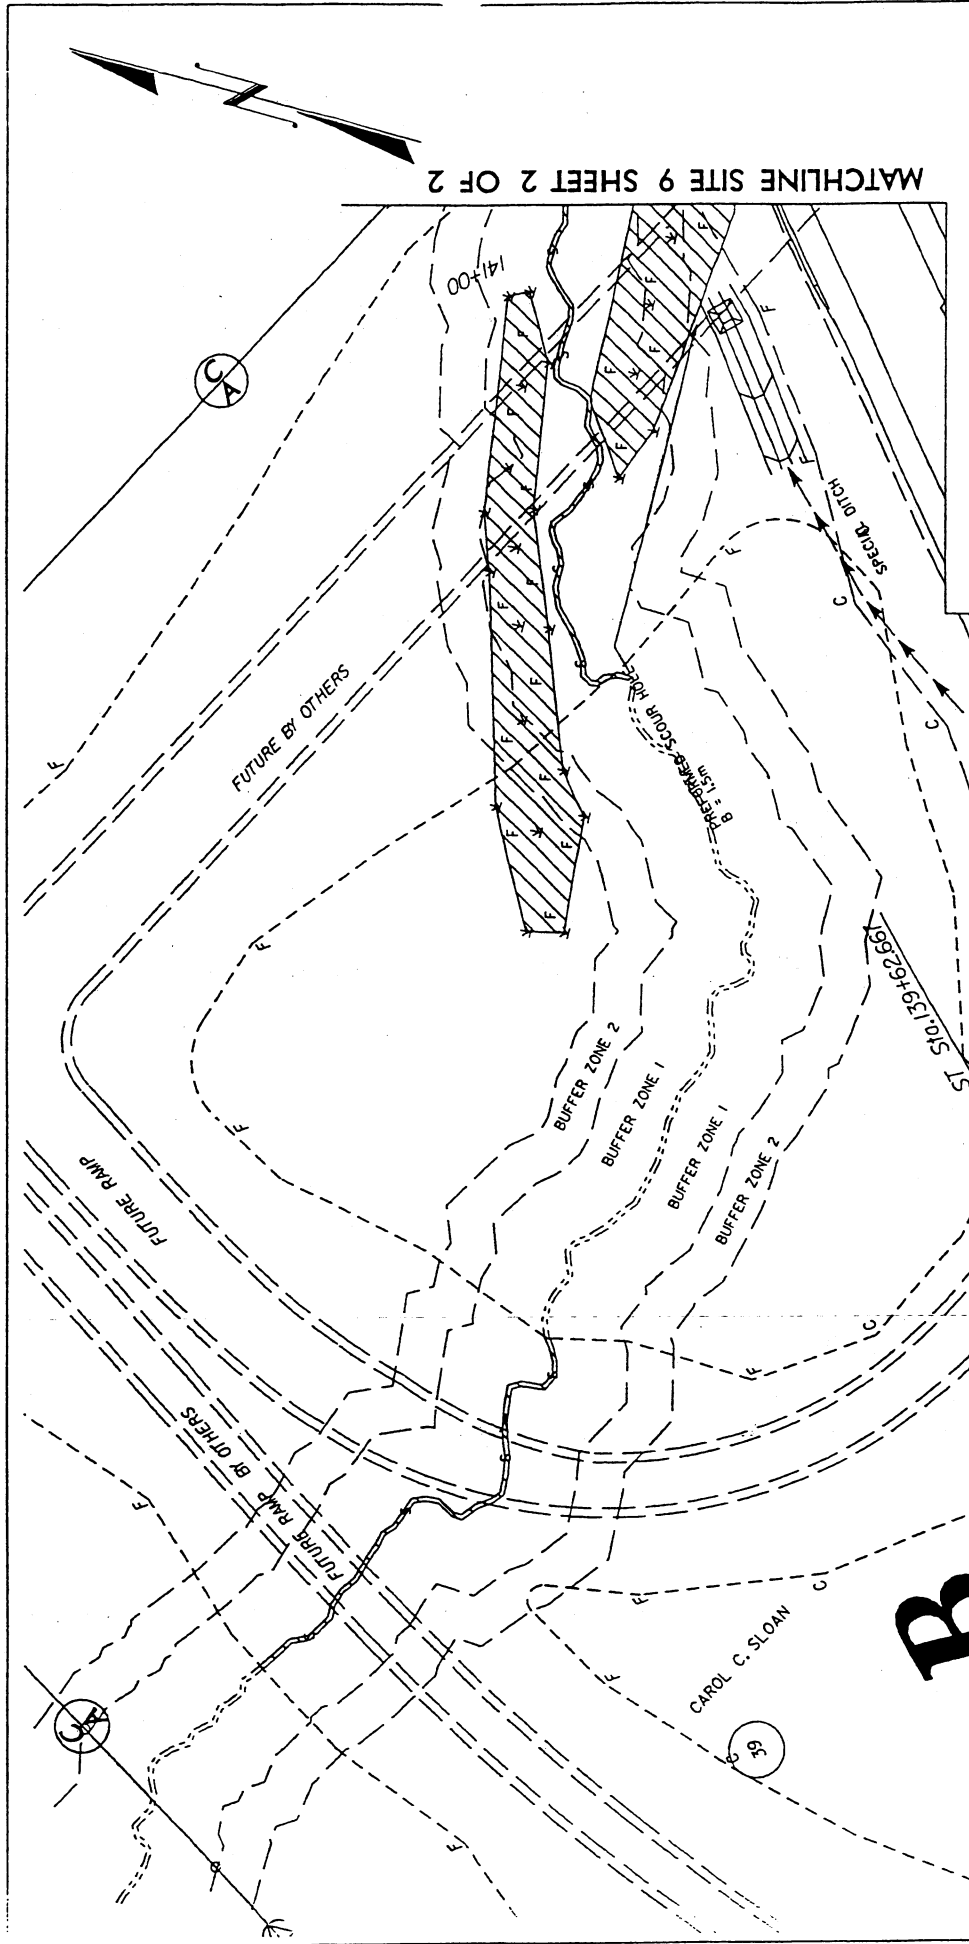 MATCHLINE SITE 9 SHEET 2 OF 2
141+00
C
A
FUTURE BY OTHERS
SPECIAL DITCH
PREFORMED SCOUR HOLE
B = 1.5m
ST Sta.139+62.661
BUFFER ZONE 2
BUFFER ZONE 1
BUFFER ZONE 1
BUFFER ZONE 2
FUTURE RAMP
FUTURE RAMP BY OTHERS
CAROL C. SLOAN
39
C
A
B